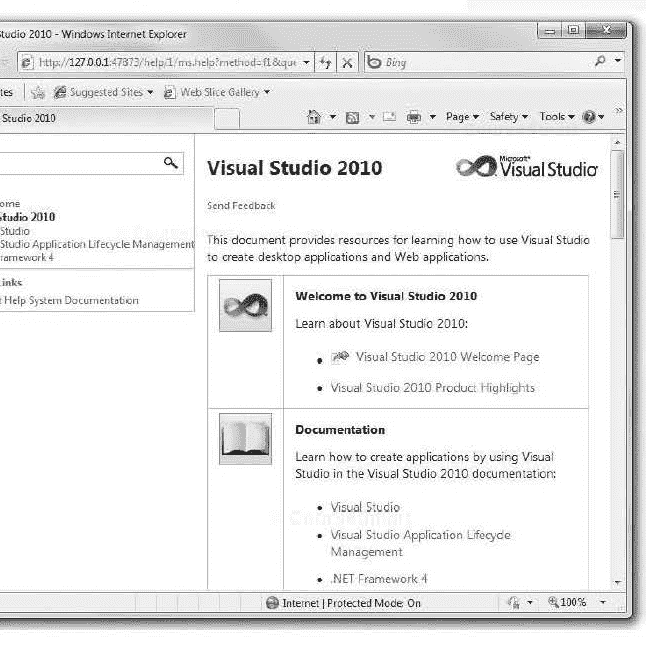 Studio 2010 - Windows Internet Explorer
http://127.0.0.1:47873/help/1/ms.help?method=f1&que
Bing
tes Suggested Sites Web Slice Gallery
Studio 2010
Page Safety Tools
Visual Studio 2010
Microsoft
Visual Studio
Send Feedback
ome
tudio 2010
Studio
Studio Application Lifecycle Management
ramework 4
Links
t Help System Documentation
This document provides resources for learning how to use Visual Studio
to create desktop applications and Web applications.
Welcome to Visual Studio 2010
Learn about Visual Studio 2010:
• Visual Studio 2010 Welcome Page
• Visual Studio 2010 Product Highlights
Documentation
Learn how to create applications by using Visual
Studio in the Visual Studio 2010 documentation:
• Visual Studio
• Visual Studio Application Lifecycle
Management
• .NET Framework 4
Internet | Protected Mode: On
100%